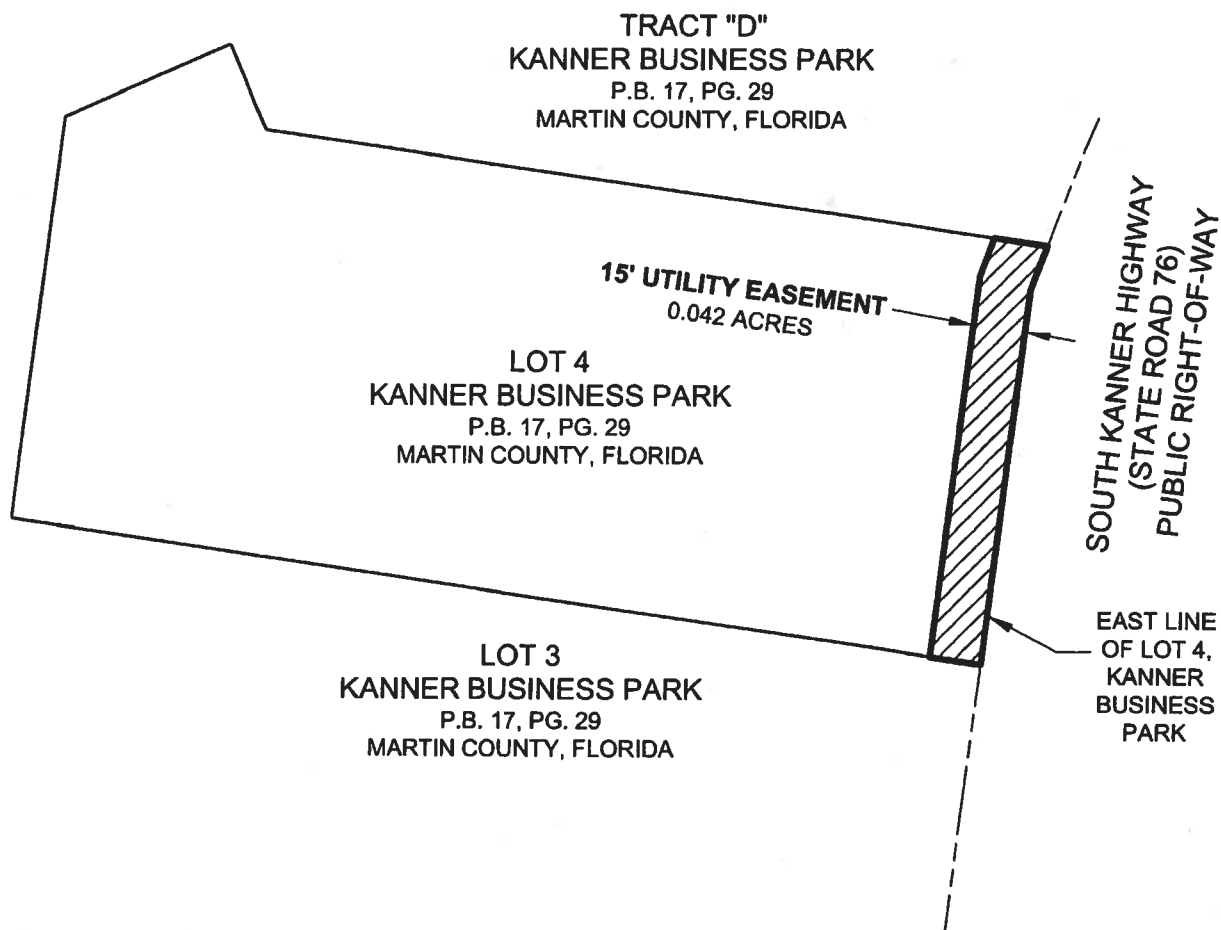 TRACT "D"
KANNER BUSINESS PARK
P.B. 17, PG. 29
MARTIN COUNTY, FLORIDA
SOUTH KANNER HIGHWAY
(STATE ROAD 76)
PUBLIC RIGHT-OF-WAY
15' UTILITY EASEMENT
0.042 ACRES
LOT 4
KANNER BUSINESS PARK
P.B. 17, PG. 29
MARTIN COUNTY, FLORIDA
EAST LINE
OF LOT 4,
KANNER
BUSINESS
PARK
LOT 3
KANNER BUSINESS PARK
P.B. 17, PG. 29
MARTIN COUNTY, FLORIDA